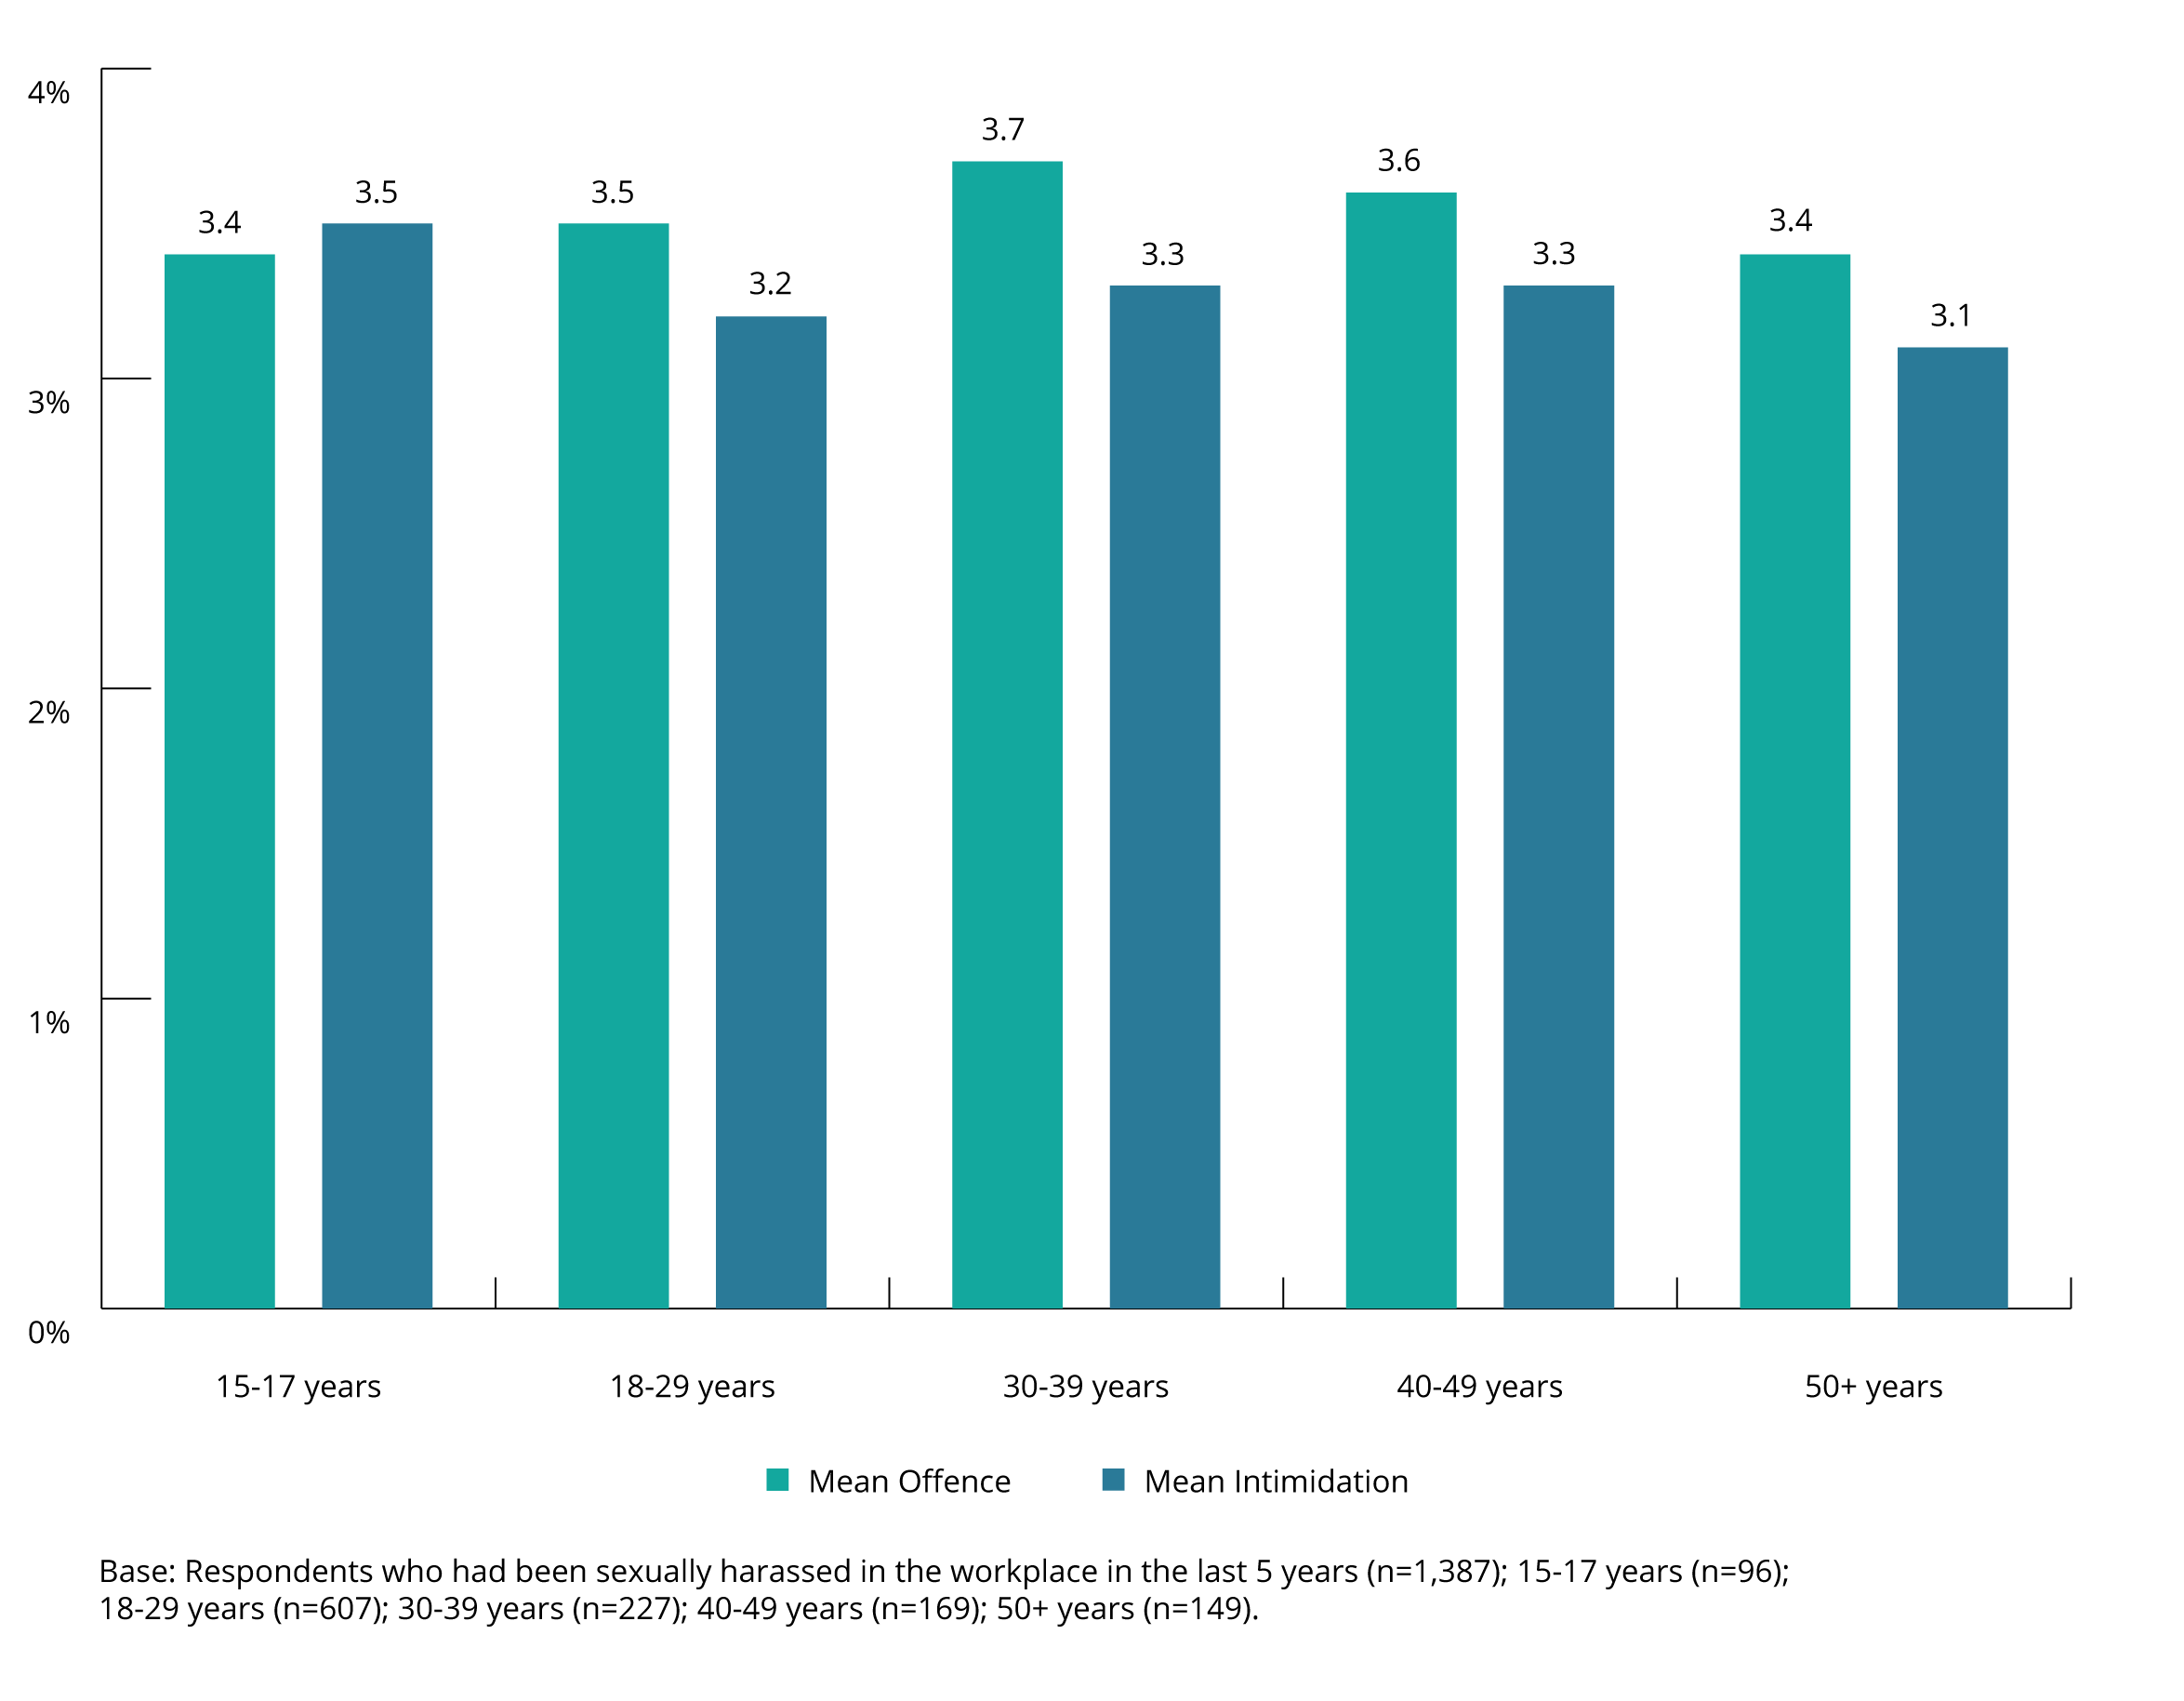 4%
3.7
3.6
3.5
3.5
3.4
3.4
3.3
3.3
3.2
3.1
3%
2%
1%
0%
15-17 years
18-29 years
30-39 years
40-49 years
50+ years
Mean Offence
Mean Intimidation
Base: Respondents who had been sexually harassed in the workplace in the last 5 years (n=1,387); 15-17 years (n=96);
18-29 years (n=607); 30-39 years (n=227); 40-49 years (n=169); 50+ years (n=149).